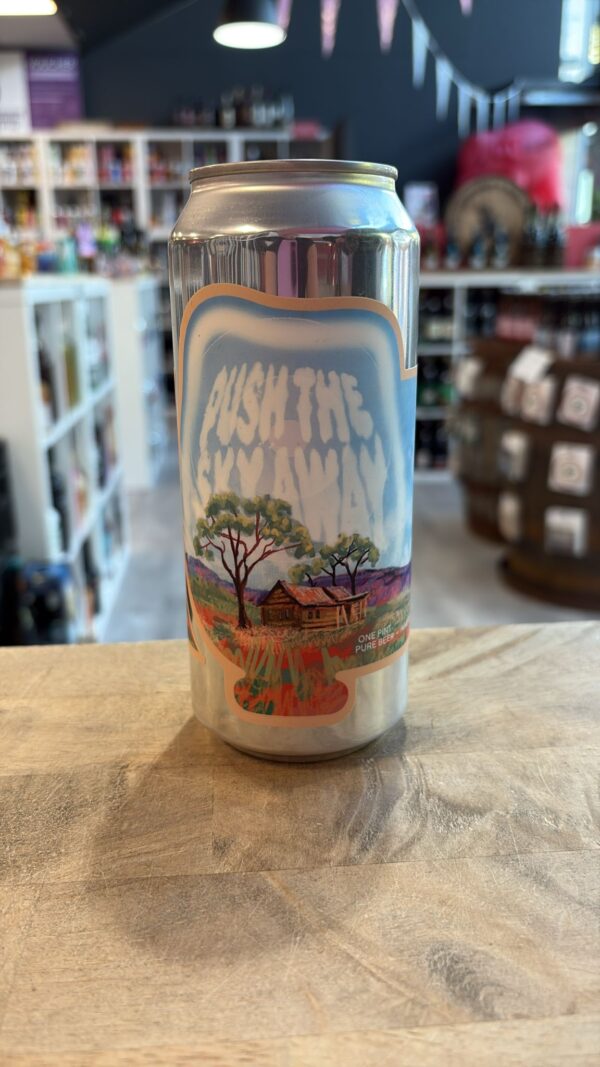 PUSH THE
SKY AWAY
ONE PINT
PURE BEER